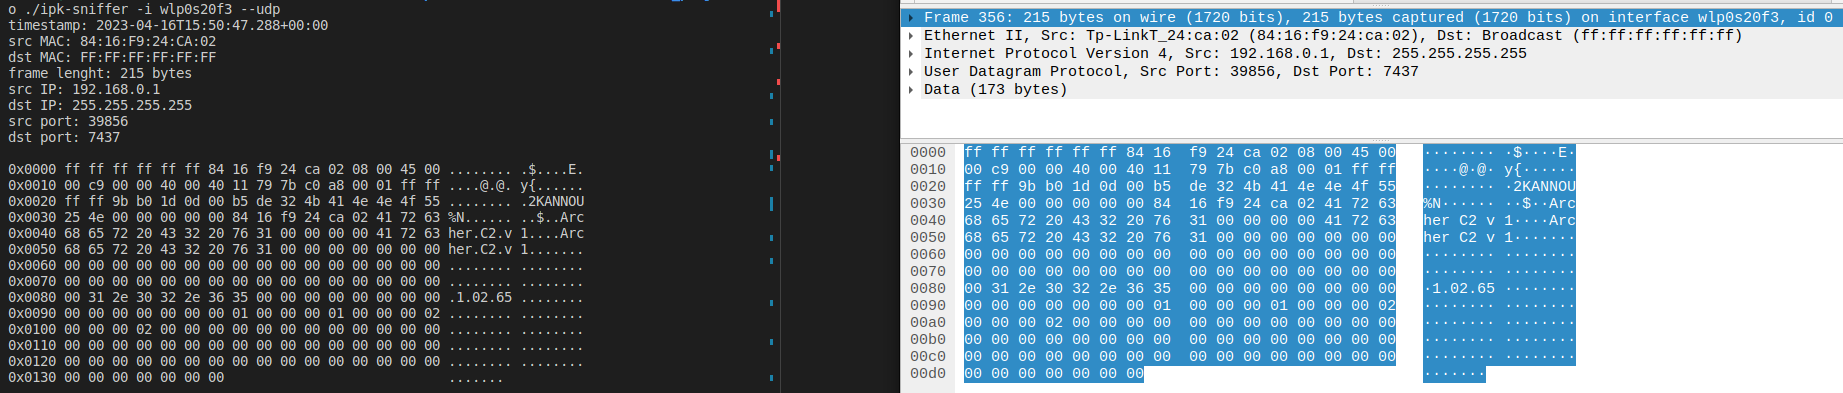 o ./ipk-sniffer -i wlp0s20f3 --udp
timestamp: 2023-04-16T15:50:47.288+00:00
src MAC: 84:16:F9:24:CA:02
dst MAC: FF:FF:FF:FF:FF:FF
frame lenght: 215 bytes
src IP: 192.168.0.1
dst IP: 255.255.255.255
src port: 39856
dst port: 7437
0x0000 ff ff ff ff ff ff 84 16 f9 24 ca 02 08 00 45 00 ........ .$....E.
0x0010 00 c9 00 00 40 00 40 11 79 7b c0 a8 00 01 ff ff ....@.@. y{......
0x0020 ff ff 9b b0 1d 0d 00 b5 de 32 4b 41 4e 4e 4f 55 ........ .2KANNOU
0x0030 25 4e 00 00 00 00 00 84 16 f9 24 ca 02 41 72 63 %N...... ..$..Arc
0x0040 68 65 72 20 43 32 20 76 31 00 00 00 00 41 72 63 her.C2.v 1....Arc
0x0050 68 65 72 20 43 32 20 76 31 00 00 00 00 00 00 00 her.C2.v 1.......
0x0060 00 00 00 00 00 00 00 00 00 00 00 00 00 00 00 00 ........ ........
0x0070 00 00 00 00 00 00 00 00 00 00 00 00 00 00 00 00 ........ ........
0x0080 00 31 2e 30 32 2e 36 35 00 00 00 00 00 00 00 00 .1.02.65 ........
0x0090 00 00 00 00 00 00 00 01 00 00 00 01 00 00 00 02 ........ ........
0x0100 00 00 00 02 00 00 00 00 00 00 00 00 00 00 00 00 ........ ........
0x0110 00 00 00 00 00 00 00 00 00 00 00 00 00 00 00 00 ........ ........
0x0120 00 00 00 00 00 00 00 00 00 00 00 00 00 00 00 00 ........ ........
0x0130 00 00 00 00 00 00 00 .......
Frame 356: 215 bytes on wire (1720 bits), 215 bytes captured (1720 bits) on interface wlp0s20f3, id 0
Ethernet II, Src: Tp-LinkT_24:ca:02 (84:16:f9:24:ca:02), Dst: Broadcast (ff:ff:ff:ff:ff:ff)
Internet Protocol Version 4, Src: 192.168.0.1, Dst: 255.255.255.255
User Datagram Protocol, Src Port: 39856, Dst Port: 7437
Data (173 bytes)
0000 ff ff ff ff ff ff 84 16 f9 24 ca 02 08 00 45 00 ········ ·$····E·
0010 00 c9 00 00 40 00 40 11 79 7b c0 a8 00 01 ff ff ····@·@· y{······
0020 ff ff 9b b0 1d 0d 00 b5 de 32 4b 41 4e 4e 4f 55 ········ ·2KANNOU
0030 25 4e 00 00 00 00 00 84 16 f9 24 ca 02 41 72 63 %N······ ··$··Arc
0040 68 65 72 20 43 32 20 76 31 00 00 00 00 41 72 63 her C2 v 1····Arc
0050 68 65 72 20 43 32 20 76 31 00 00 00 00 00 00 00 her C2 v 1·······
0060 00 00 00 00 00 00 00 00 00 00 00 00 00 00 00 00 ········ ········
0070 00 00 00 00 00 00 00 00 00 00 00 00 00 00 00 00 ········ ········
0080 00 31 2e 30 32 2e 36 35 00 00 00 00 00 00 00 00 ·1.02.65 ········
0090 00 00 00 00 00 00 00 01 00 00 00 01 00 00 00 02 ········ ········
00a0 00 00 00 02 00 00 00 00 00 00 00 00 00 00 00 00 ········ ········
00b0 00 00 00 00 00 00 00 00 00 00 00 00 00 00 00 00 ········ ········
00c0 00 00 00 00 00 00 00 00 00 00 00 00 00 00 00 00 ········ ········
00d0 00 00 00 00 00 00 00 ·······